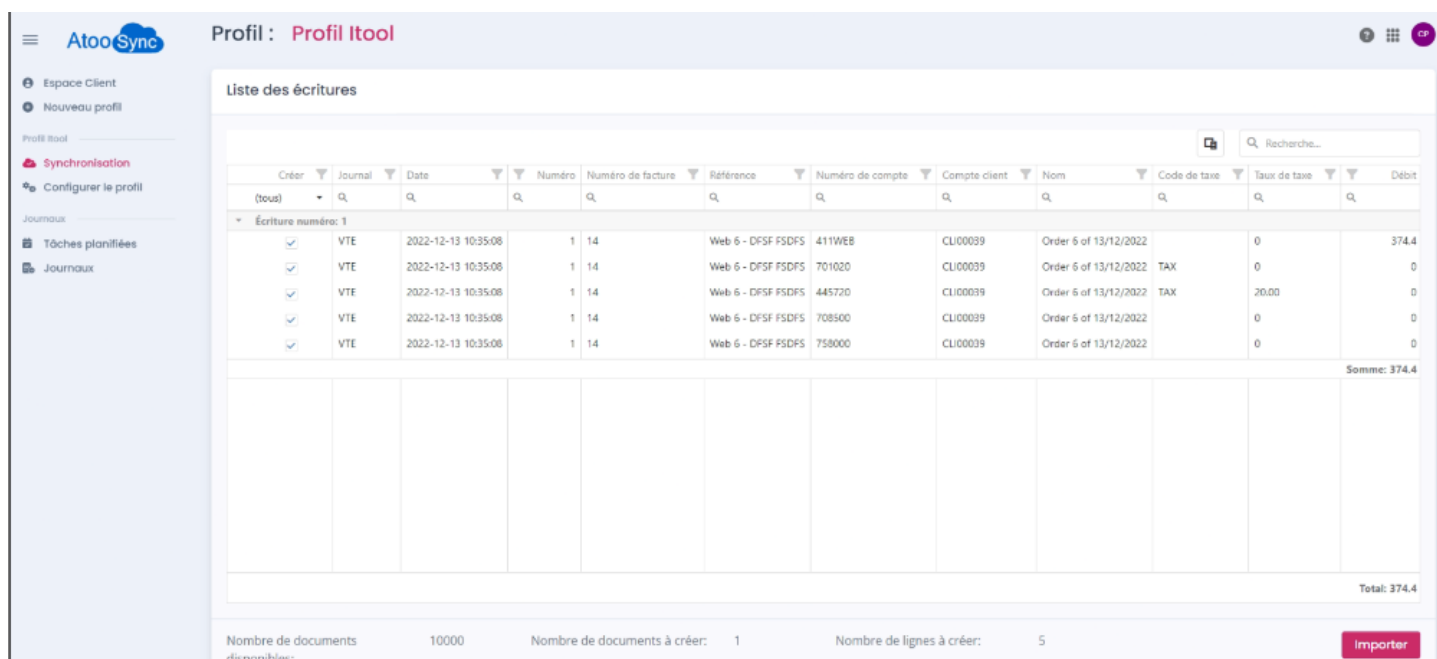 AtooSync
Profil : Profil Itool
CP
Espace Client
Nouveau profil
Profil Itool
Synchronisation
Configurer le profil
Journaux
Tâches planifiées
Journaux
Liste des écritures
Recherche...
Créer Journal Date Numéro Numéro de facture Référence Numéro de compte Compte client Nom Code de taxe Taux de taxe Débit
(tous)
Écriture numéro: 1
VTE 2022-12-13 10:35:08 1 14 Web 6 - DFSF FSDFS 411WEB CLI00039 Order 6 of 13/12/2022 0 374.4
VTE 2022-12-13 10:35:08 1 14 Web 6 - DFSF FSDFS 701020 CLI00039 Order 6 of 13/12/2022 TAX 0 0
VTE 2022-12-13 10:35:08 1 14 Web 6 - DFSF FSDFS 445720 CLI00039 Order 6 of 13/12/2022 TAX 20.00 0
VTE 2022-12-13 10:35:08 1 14 Web 6 - DFSF FSDFS 708500 CLI00039 Order 6 of 13/12/2022 0 0
VTE 2022-12-13 10:35:08 1 14 Web 6 - DFSF FSDFS 758000 CLI00039 Order 6 of 13/12/2022 0 0
Somme: 374.4
Total: 374.4
Nombre de documents 10000 Nombre de documents à créer: 1 Nombre de lignes à créer: 5 Importer
disponibles: